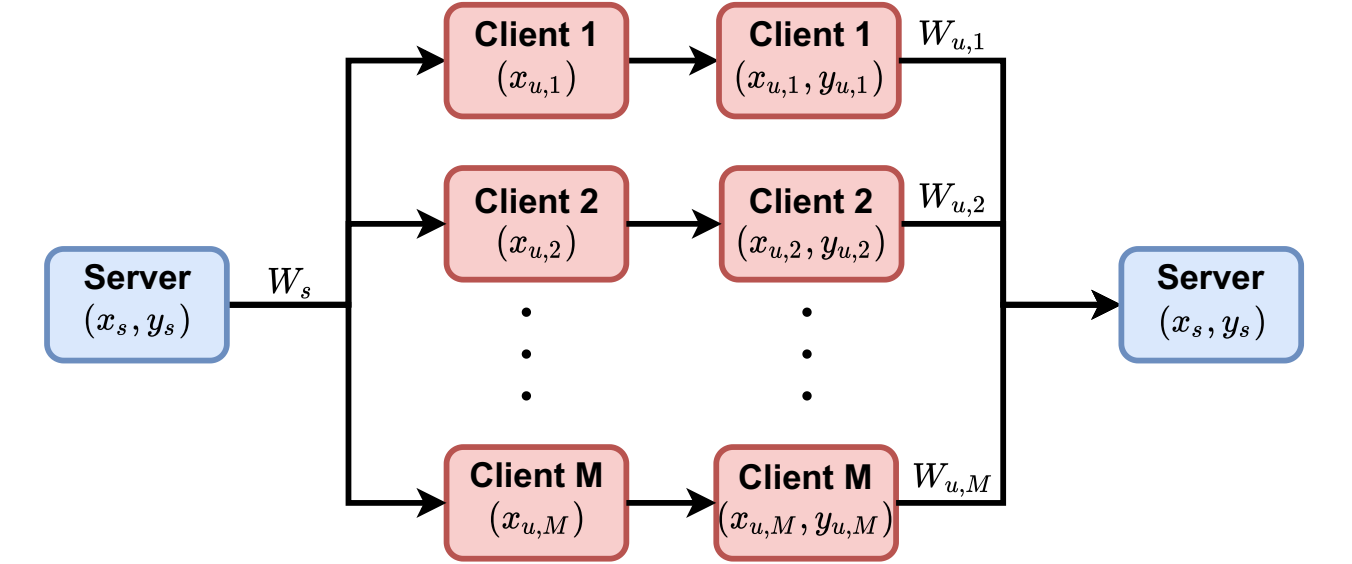 Server
(x_s, y_s)
W_s
Client 1
(x_{u,1})
Client 1
(x_{u,1}, y_{u,1})
W_{u,1}
Client 2
(x_{u,2})
Client 2
(x_{u,2}, y_{u,2})
W_{u,2}
Client M
(x_{u,M})
Client M
(x_{u,M}, y_{u,M})
W_{u,M}
Server
(x_s, y_s)